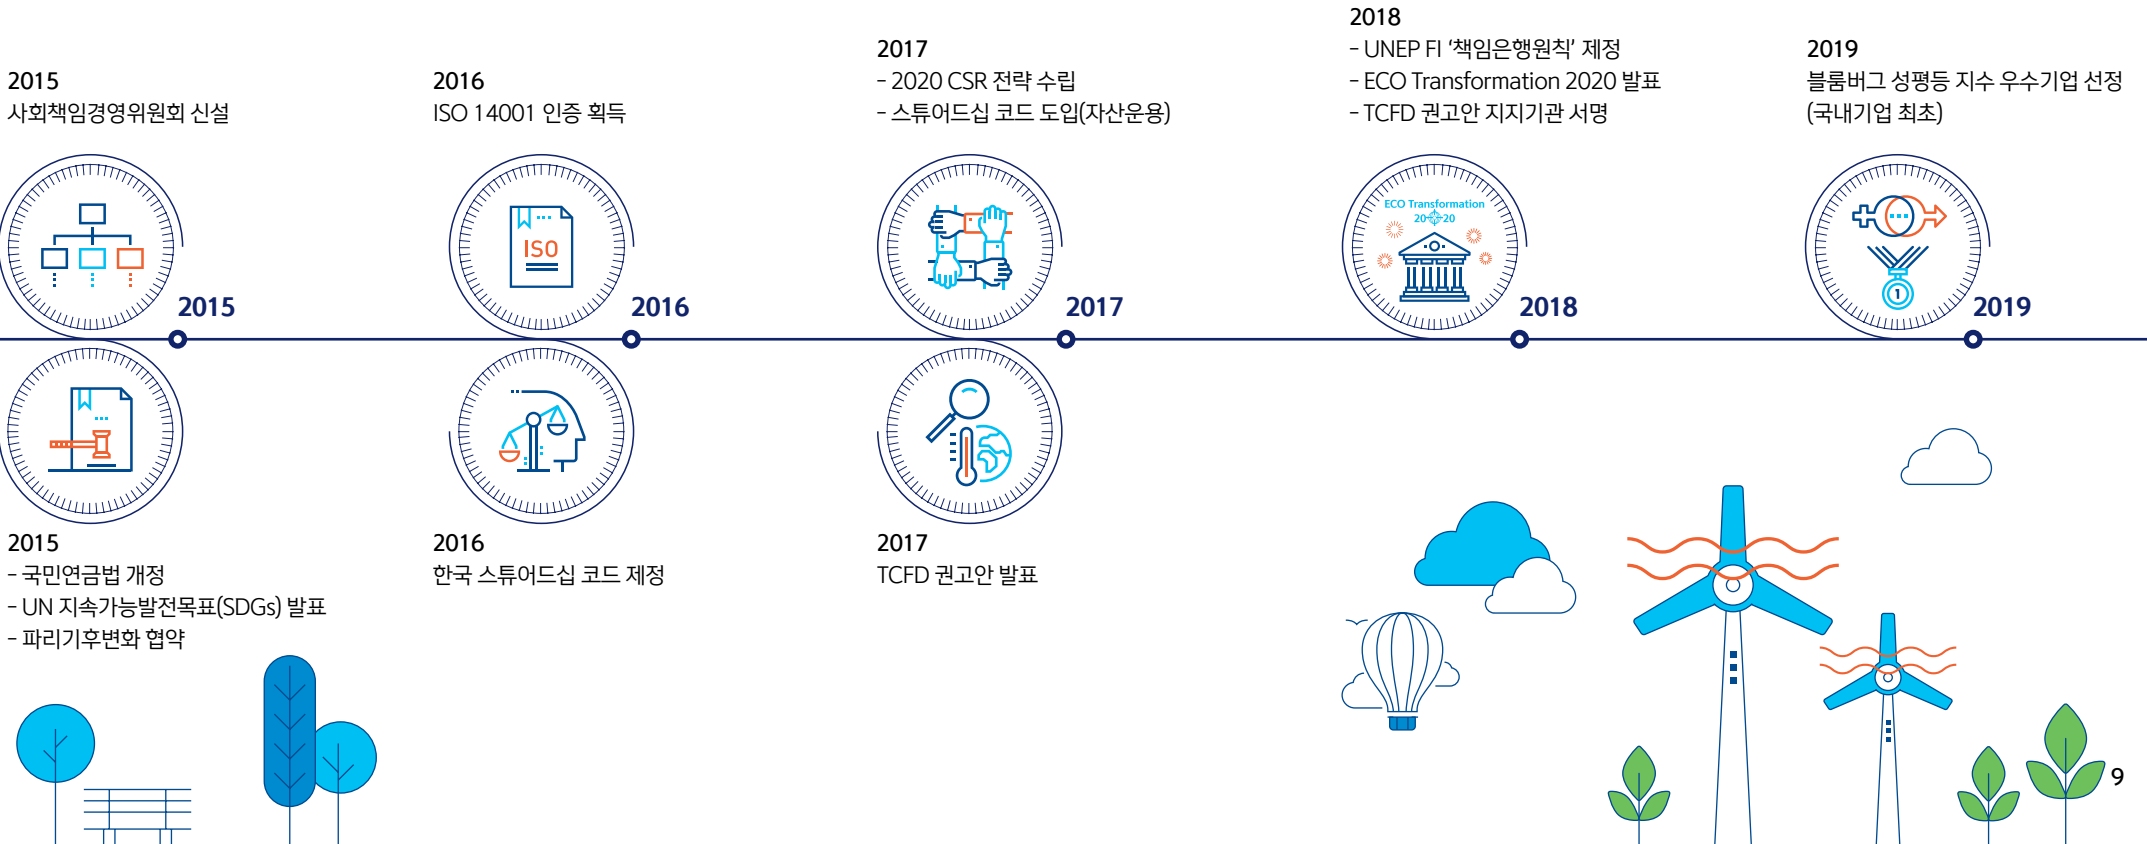 2015
사회책임경영위원회 신설
2016
ISO 14001 인증 획득
2017
- 2020 CSR 전략 수립
- 스튜어드십 코드 도입(자산운용)
2018
- UNEP FI ‘책임은행원칙’ 제정
- ECO Transformation 2020 발표
- TCFD 권고안 지지기관 서명
2019
블룸버그 성평등 지수 우수기업 선정
(국내기업 최초)
ISO
ECO Transformation
20 20
1
2015
2016
2017
2018
2019
2015
- 국민연금법 개정
- UN 지속가능발전목표(SDGs) 발표
- 파리기후변화 협약
2016
한국 스튜어드십 코드 제정
2017
TCFD 권고안 발표
9